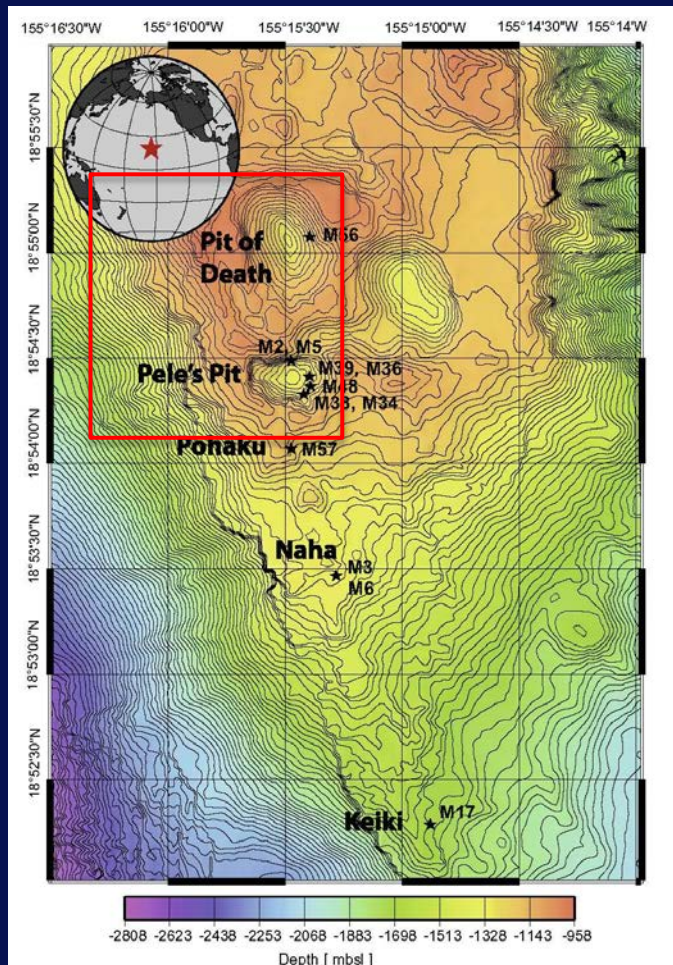 155°16'30"W 155°16'00"W 155°15'30"W 155°15'00"W 155°14'30"W 155°14'W
18°55'30"N
18°55'00"N
18°54'30"N
18°54'00"N
18°53'30"N
18°53'00"N
18°52'30"N
Pit of
Death
M56
M2, M5
Pele's Pit
M39, M36
M48
M38, M34
Pohaku
M57
Naha
M3
M6
Keiki
M17
-2808 -2623 -2438 -2253 -2068 -1883 -1698 -1513 -1328 -1143 -958
Depth [ mbsl ]